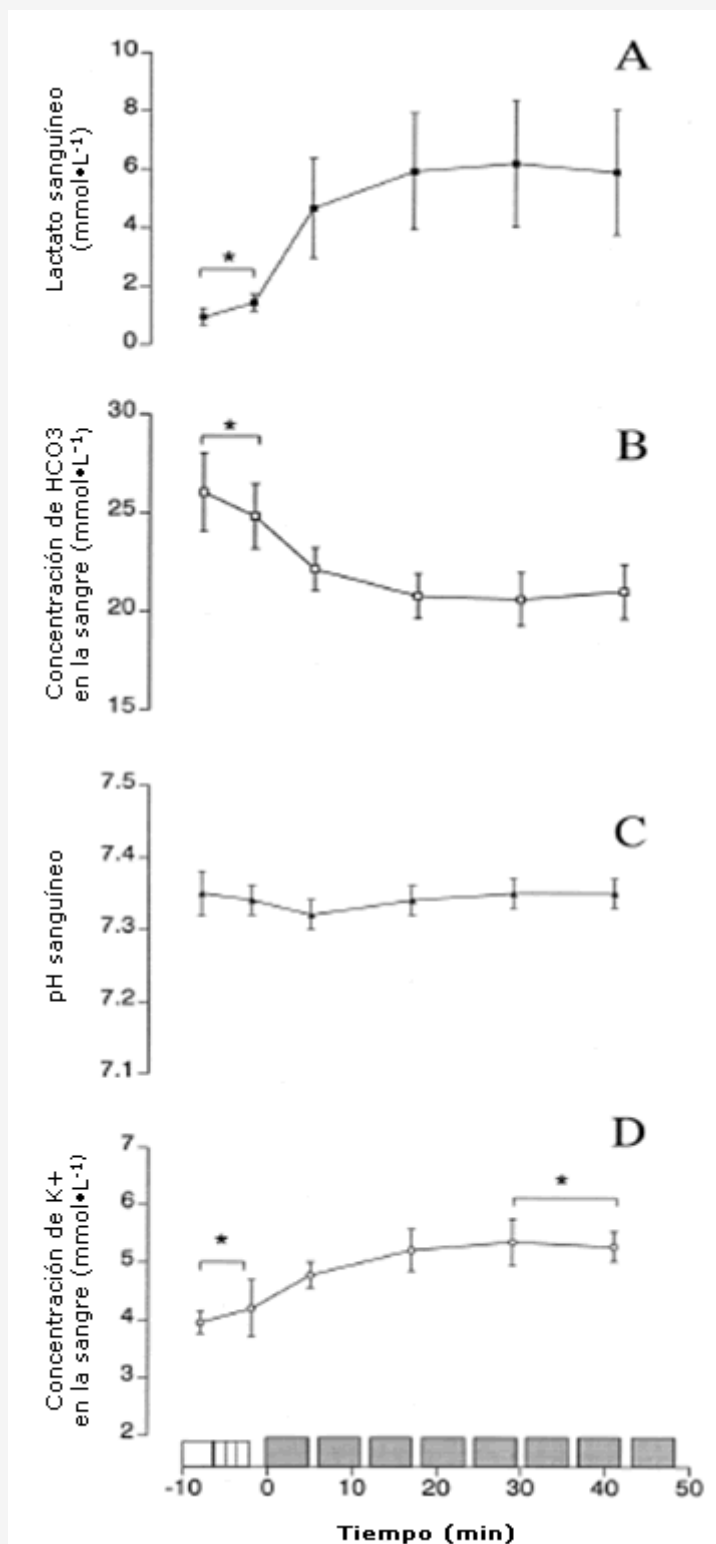 A
Lactato sanguíneo
(mmol•L⁻¹)
10
8
6
4
2
0
*
B
Concentración de HCO3
en la sangre (mmol•L⁻¹)
30
25
20
15
*
C
pH sanguíneo
7.5
7.4
7.3
7.2
7.1
D
Concentración de K+
en la sangre (mmol•L⁻¹)
7
6
5
4
3
2
*
*
-10 0 10 20 30 40 50
Tiempo (min)